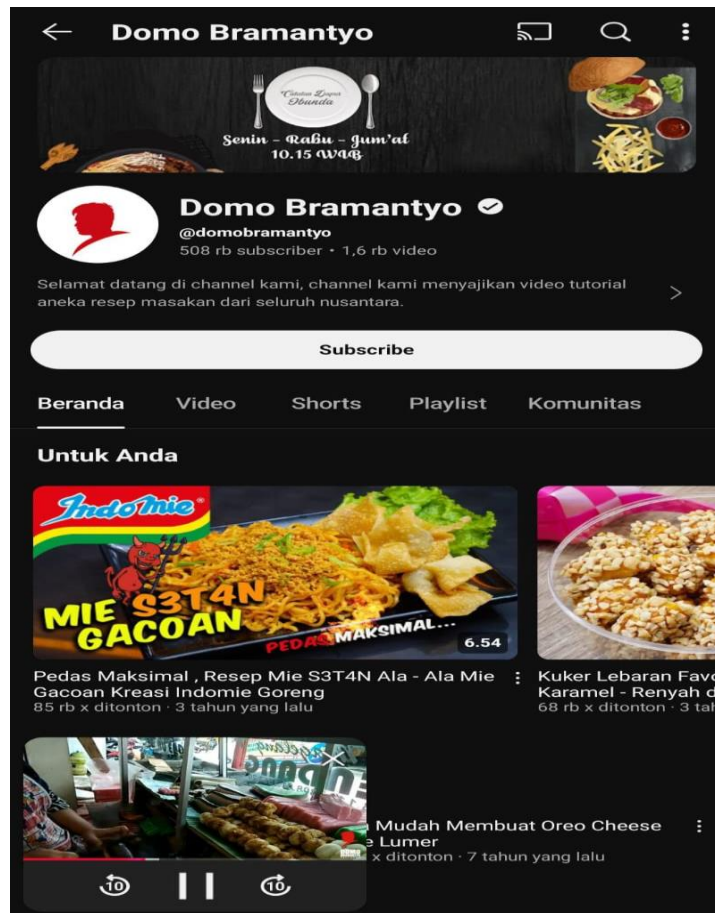 Domo Bramantyo
Catatan Dapur
Ibunda
Senin - Rabu - Jum'at
10.15 WIB
Domo Bramantyo
@domobramantyo
508 rb subscriber • 1,6 rb video
Selamat datang di channel kami, channel kami menyajikan video tutorial
aneka resep masakan dari seluruh nusantara.
Subscribe
Beranda Video Shorts Playlist Komunitas
Untuk Anda
Indomie
MIE S3T4N
GACOAN
PEDAS MAKSIMAL...
6.54
Pedas Maksimal , Resep Mie S3T4N Ala - Ala Mie
Gacoan Kreasi Indomie Goreng
85 rb x ditonton · 3 tahun yang lalu
Kuker Lebaran Favo
Karamel - Renyah d
68 rb x ditonton · 3 tah
Mudah Membuat Oreo Cheese
Lumer
x ditonton · 7 tahun yang lalu
10
10